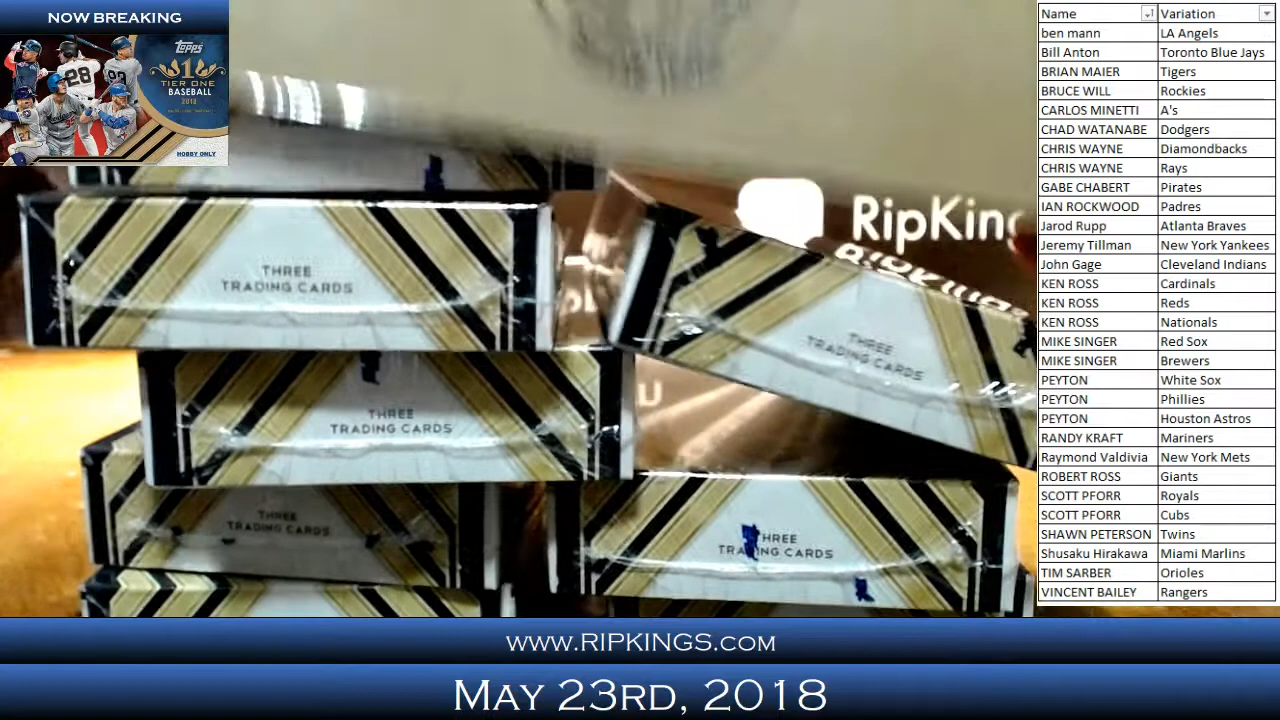 NOW BREAKING
Topps
1
TIER ONE
BASEBALL
2018
HOBBY ONLY
28
99
THREE
TRADING CARDS
THREE
TRADING CARDS
THREE
TRADING CARDS
THREE
TRADING CARDS
THREE
TRADING CARDS
RipKing
Name Variation
ben mann LA Angels
Bill Anton Toronto Blue Jays
BRIAN MAIER Tigers
BRUCE WILL Rockies
CARLOS MINETTI A's
CHAD WATANABE Dodgers
CHRIS WAYNE Diamondbacks
CHRIS WAYNE Rays
GABE CHABERT Pirates
IAN ROCKWOOD Padres
Jarod Rupp Atlanta Braves
Jeremy Tillman New York Yankees
John Gage Cleveland Indians
KEN ROSS Cardinals
KEN ROSS Reds
KEN ROSS Nationals
MIKE SINGER Red Sox
MIKE SINGER Brewers
PEYTON White Sox
PEYTON Phillies
PEYTON Houston Astros
RANDY KRAFT Mariners
Raymond Valdivia New York Mets
ROBERT ROSS Giants
SCOTT PFORR Royals
SCOTT PFORR Cubs
SHAWN PETERSON Twins
Shusaku Hirakawa Miami Marlins
TIM SARBER Orioles
VINCENT BAILEY Rangers
WWW.RIPKINGS.COM
MAY 23RD, 2018